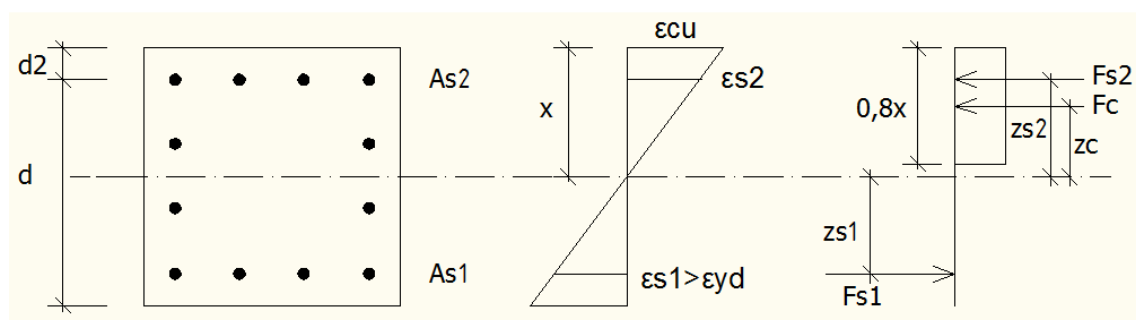 d2
d
As2
As1
x
εcu
εs2
εs1>εyd
0,8x
Fs2
Fc
zs2
zc
zs1
Fs1